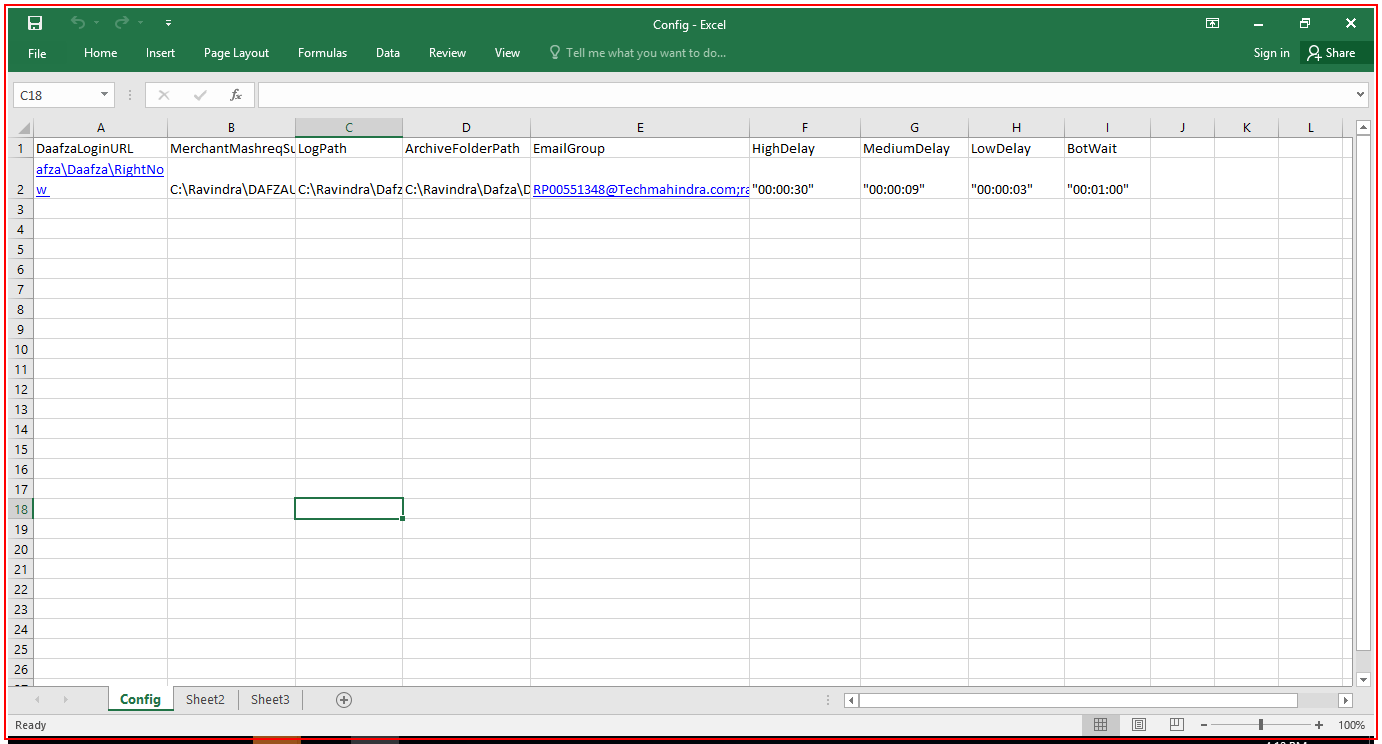 Config - Excel
File Home Insert Page Layout Formulas Data Review View Tell me what you want to do... Sign in Share
C18 fx
A B C D E F G H I J K L
1 DaafzaLoginURL MerchantMashreqSu LogPath ArchiveFolderPath EmailGroup HighDelay MediumDelay LowDelay BotWait
afza\Daafza\RightNo
2 w C:\Ravindra\DAFZAU C:\Ravindra\Dafz C:\Ravindra\Dafza\D RP00551348@Techmahindra.com;ra "00:00:30" "00:00:09" "00:00:03" "00:01:00"
3
4
5
6
7
8
9
10
11
12
13
14
15
16
17
18
19
20
21
22
23
24
25
26
Config Sheet2 Sheet3
Ready 100%